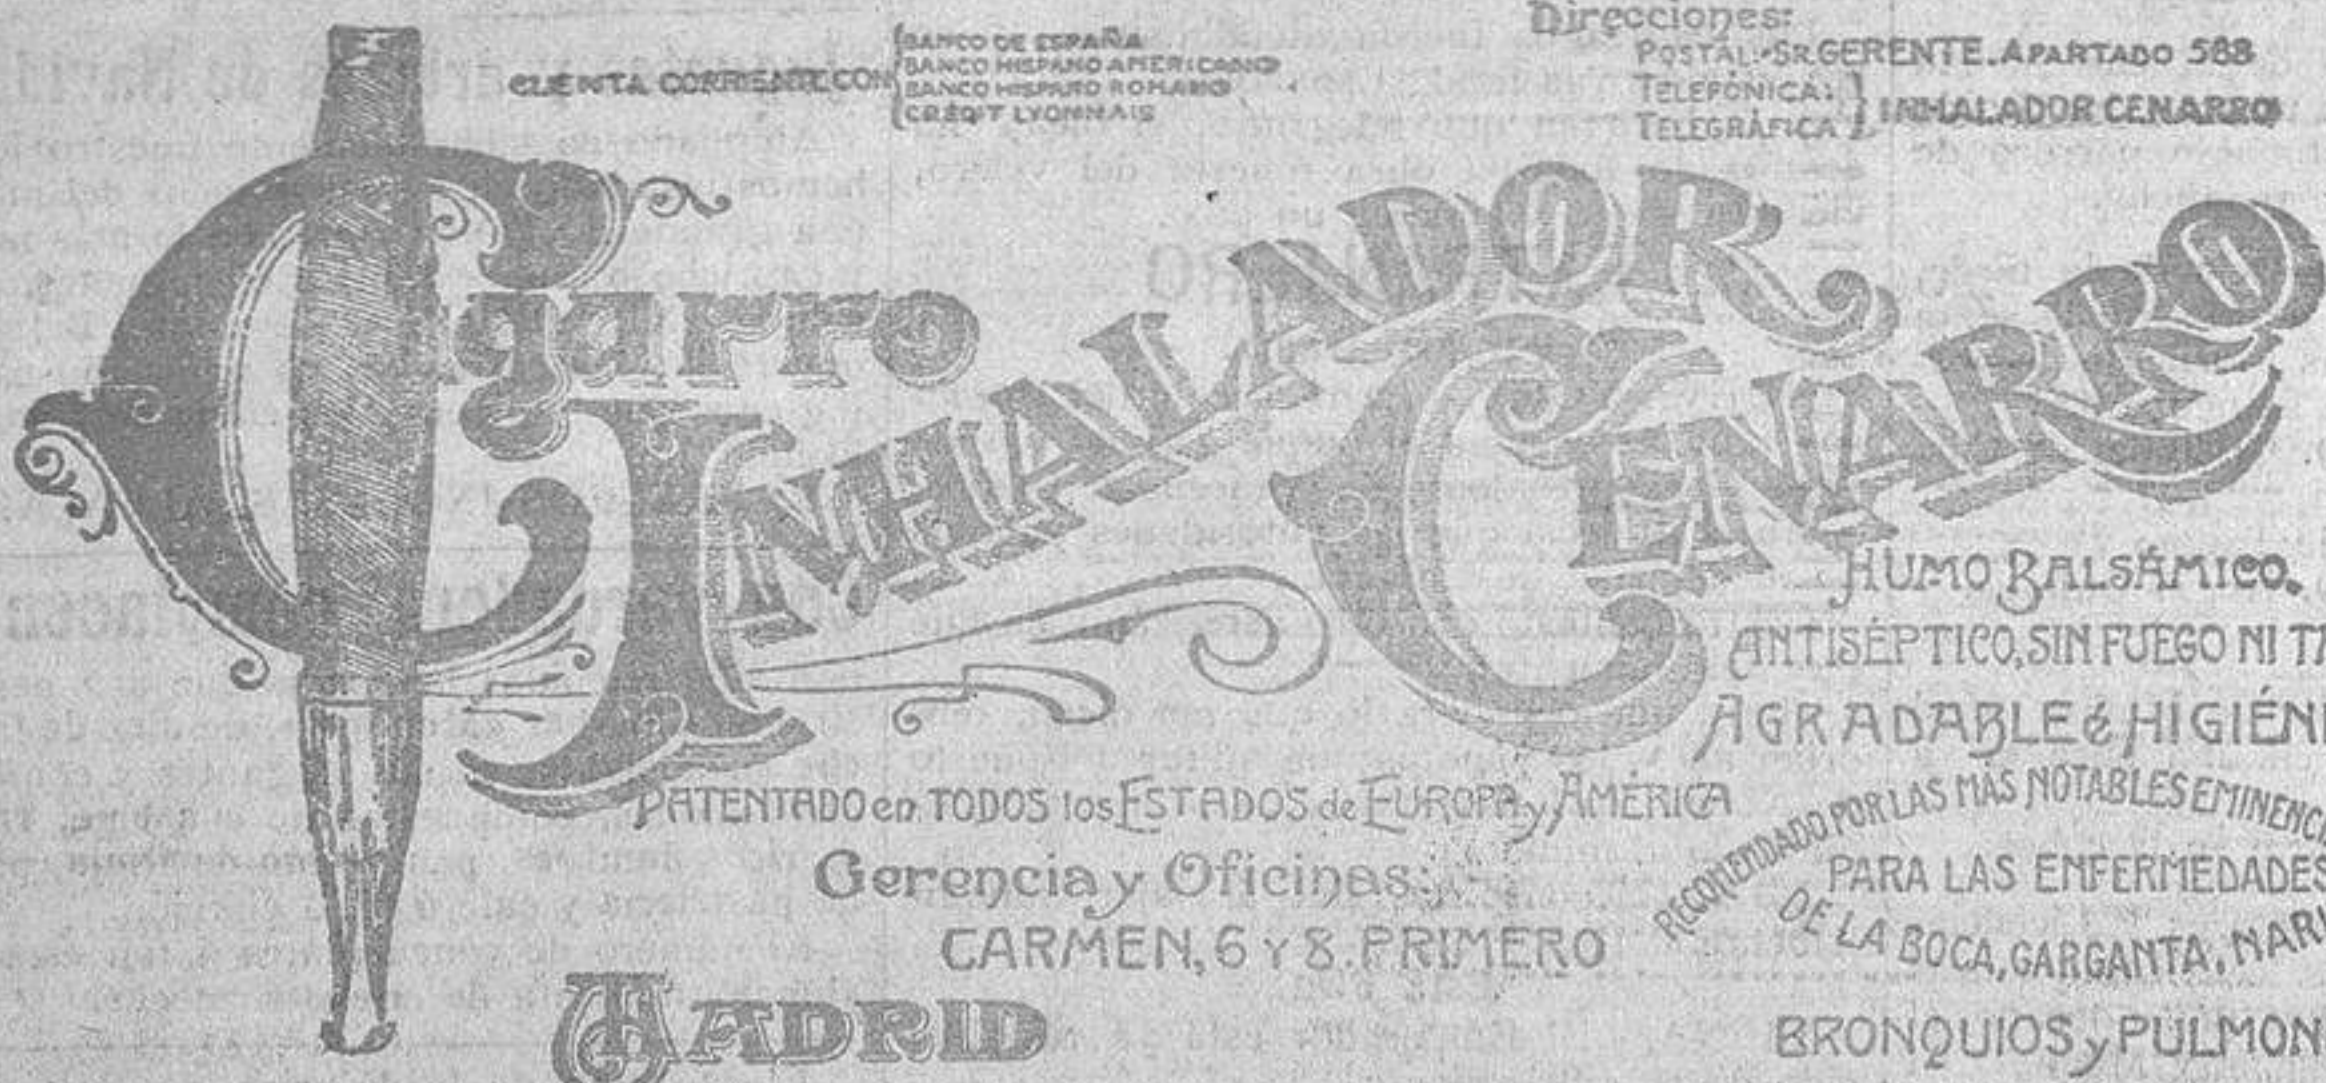 CUENTA CORRIENTE CON
BANCO DE ESPAÑA
BANCO HISPANO AMERICANO
BANCO HISPANO ROMANO
CRÉDIT LYONNAIS
Direcciones:
POSTAL:-SR. GERENTE. APARTADO 588
TELEFÓNICA:
TELEGRÁFICA
INHALADOR CENARRO
Cigarro
INHALADOR
CENARRO
HUMO BALSÁMICO.
ANTISÉPTICO, SIN FUEGO NI
AGRADABLE é
PATENTADO en TODOS los ESTADOS de EUROPA y AMÉRICA
Gerencia y Oficinas:
CARMEN, 6 Y 8. PRIMERO
MADRID
RECOMENDADO POR LAS MÁS NOTABLES
PARA LAS ENFERMEDADES
DE LA BOCA, GARGANTA,
BRONQUIOS y